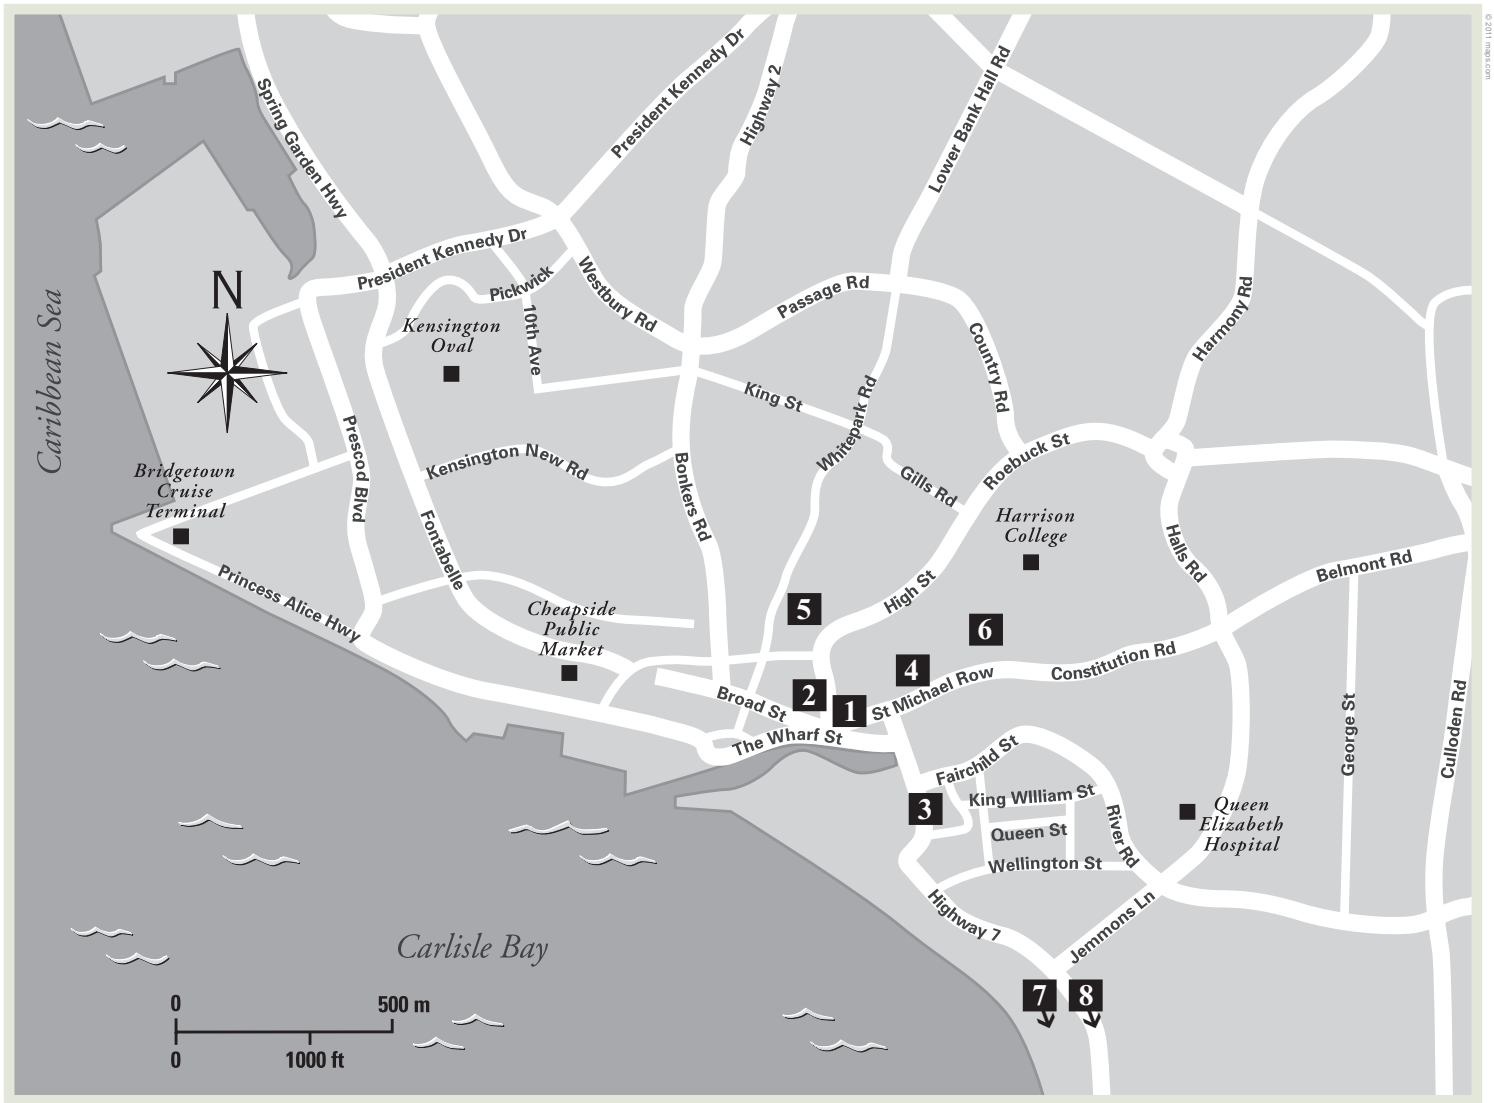 © 2011 maps.com
President Kennedy Dr
Highway 2
Lower Bank Hall Rd
Spring Garden Hwy
President Kennedy Dr
Pickwick
Westbury Rd
Passage Rd
Harmony Rd
N
Caribbean Sea
Kensington
Oval
10th Ave
Country Rd
King St
Whitepark Rd
Prescod Blvd
Kensington New Rd
Bonkers Rd
Gills Rd
Roebuck St
Bridgetown
Cruise
Terminal
Fontabelle
Harrison
College
Halls Rd
Belmont Rd
Princess Alice Hwy
High St
Cheapside
Public
Market
5
6
4
Constitution Rd
2
1
St Michael Row
Broad St
The Wharf St
George St
Culloden Rd
Fairchild St
King WIlliam St
3
Queen St
River Rd
Queen
Elizabeth
Hospital
Wellington St
Highway 7
Jemmons Ln
Carlisle Bay
7
8
0
500 m
0
1000 ft